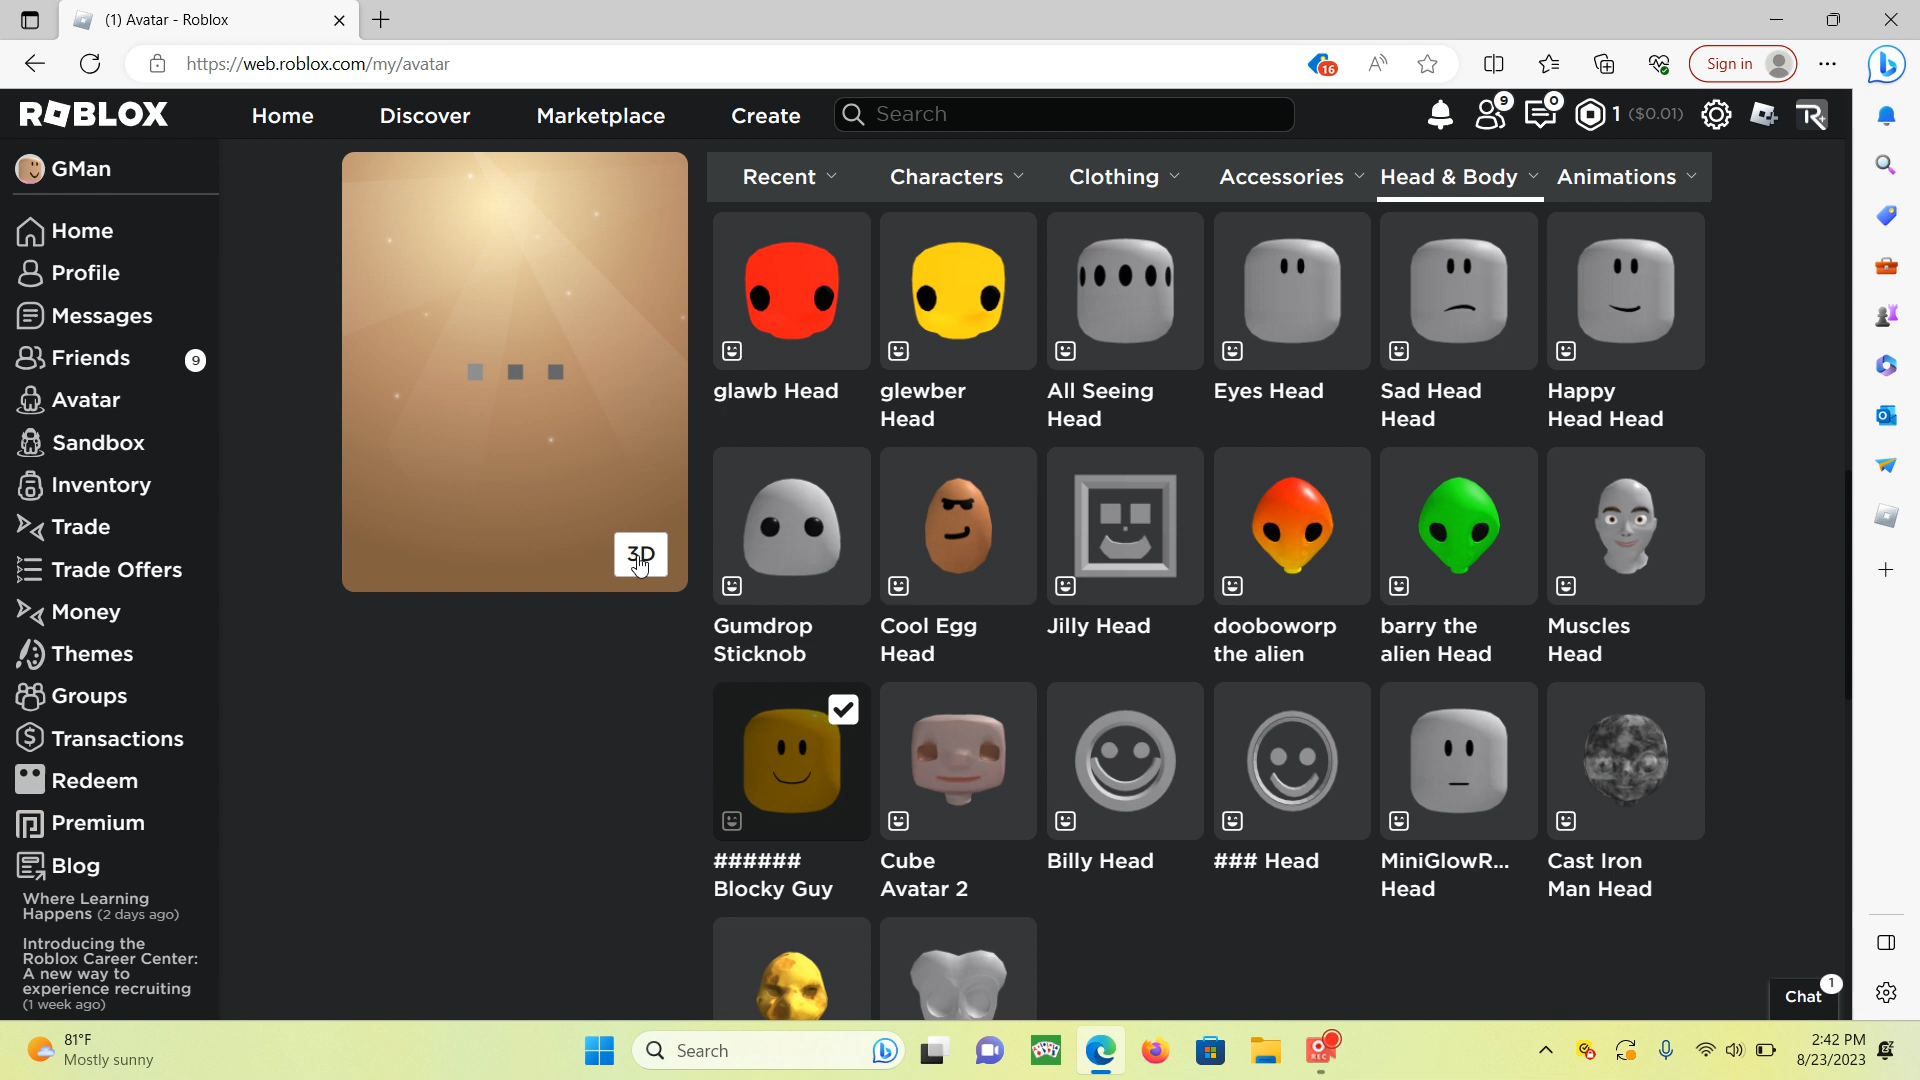 (1) Avatar - Roblox
https://web.roblox.com/my/avatar
16
Sign in
ROBLOX
Home
Discover
Marketplace
Create
Search
9
0
1 ($0.01)
GMan
Home
Profile
Messages
Friends
9
Avatar
Sandbox
Inventory
Trade
Trade Offers
Money
Themes
Groups
Transactions
Redeem
Premium
Blog
Where Learning
Happens (2 days ago)
Introducing the
Roblox Career Center:
A new way to
experience recruiting
(1 week ago)
3D
Recent
Characters
Clothing
Accessories
Head & Body
Animations
glawb Head
glewber
Head
All Seeing
Head
Eyes Head
Sad Head
Head
Happy
Head Head
Gumdrop
Sticknob
Cool Egg
Head
Jilly Head
dooboworp
the alien
barry the
alien Head
Muscles
Head
######
Blocky Guy
Cube
Avatar 2
Billy Head
### Head
MiniGlowR...
Head
Cast Iron
Man Head
Chat
1
81°F
Mostly sunny
Search
REC
2:42 PM
8/23/2023